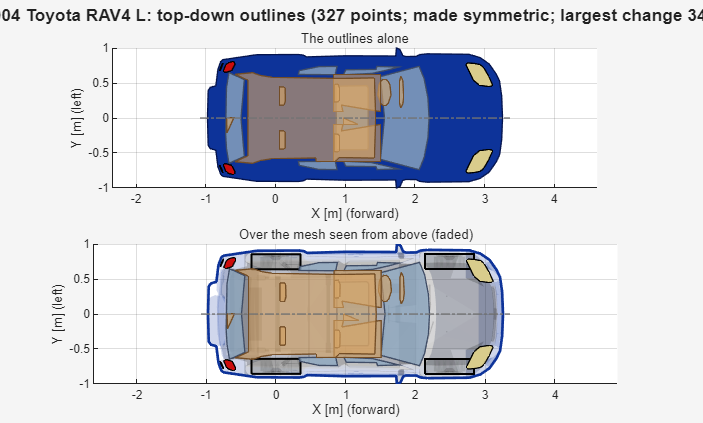 04 Toyota RAV4 L: top-down outlines (327 points; made symmetric; largest change 34
The outlines alone
1
0.5
0
-0.5
-1
Y [m] (left)
-2 -1 0 1 2 3 4
X [m] (forward)
Over the mesh seen from above (faded)
1
0.5
0
-0.5
-1
Y [m] (left)
-2 -1 0 1 2 3 4
X [m] (forward)